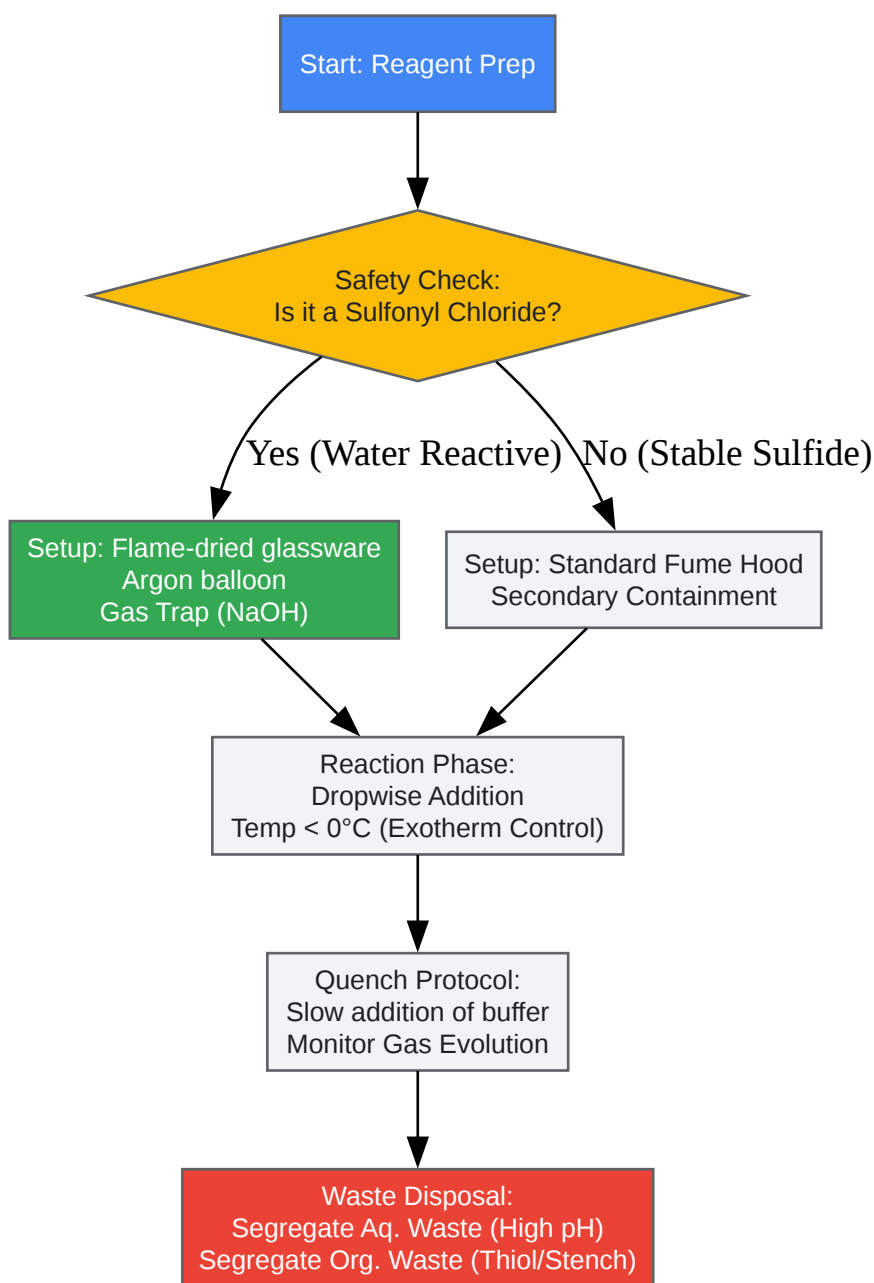 Start: Reagent Prep
Safety Check:
Is it a Sulfonyl Chloride?
Yes (Water Reactive)
No (Stable Sulfide)
Setup: Flame-dried glassware
Argon balloon
Gas Trap (NaOH)
Setup: Standard Fume Hood
Secondary Containment
Reaction Phase:
Dropwise Addition
Temp < 0°C (Exotherm Control)
Quench Protocol:
Slow addition of buffer
Monitor Gas Evolution
Waste Disposal:
Segregate Aq. Waste (High pH)
Segregate Org. Waste (Thiol/Stench)